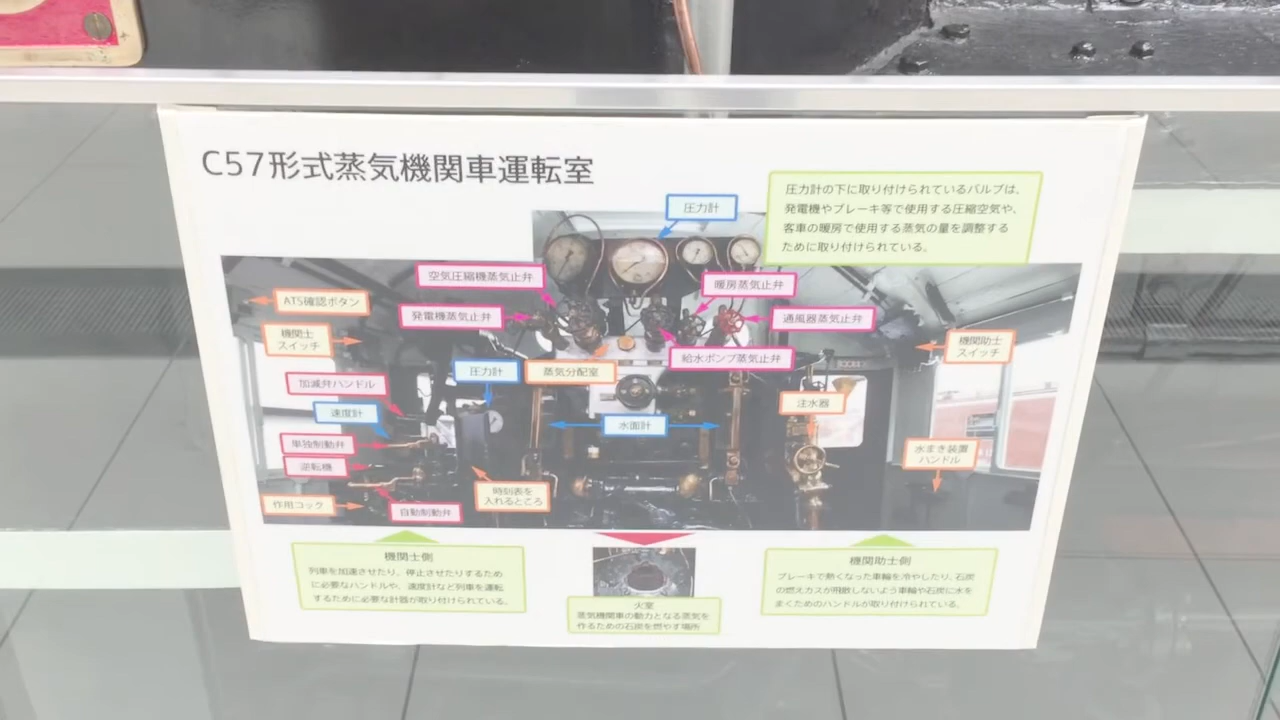 C57形式蒸気機関車運転室
圧力計
圧力計の下に取り付けられているバルブは、
発電機やブレーキ等で使用する圧縮空気や、
客車の暖房で使用する蒸気の量を調整する
ために取り付けられている。
空気圧縮機蒸気止弁
暖房蒸気止弁
ATS確認ボタン
発電機蒸気止弁
通風器蒸気止弁
機関士
スイッチ
機関助士
スイッチ
給水ポンプ蒸気止弁
圧力計
蒸気分配室
加減弁ハンドル
注水器
速度計
水面計
単独制動弁
水まき装置
ハンドル
逆転機
時刻表を
入れるところ
作用コック
自動制動弁
機関士側
列車を加速させたり、停止させたりするため
に必要なハンドルや、速度計など列車を運転
するために必要な計器が取り付けられている。
火室
蒸気機関車の動力となる蒸気を
作るための石炭を燃やす場所
機関助士側
ブレーキで熱くなった車輪を冷やしたり、石炭
の燃えカスが飛散しないよう車輪や石炭に水を
まくためのハンドルが取り付けられている。